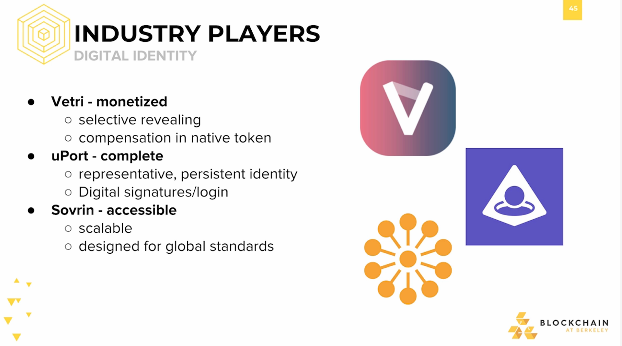 45
INDUSTRY PLAYERS
DIGITAL IDENTITY
● Vetri - monetized
○ selective revealing
○ compensation in native token
● uPort - complete
○ representative, persistent identity
○ Digital signatures/login
● Sovrin - accessible
○ scalable
○ designed for global standards
BLOCKCHAIN
AT BERKELEY